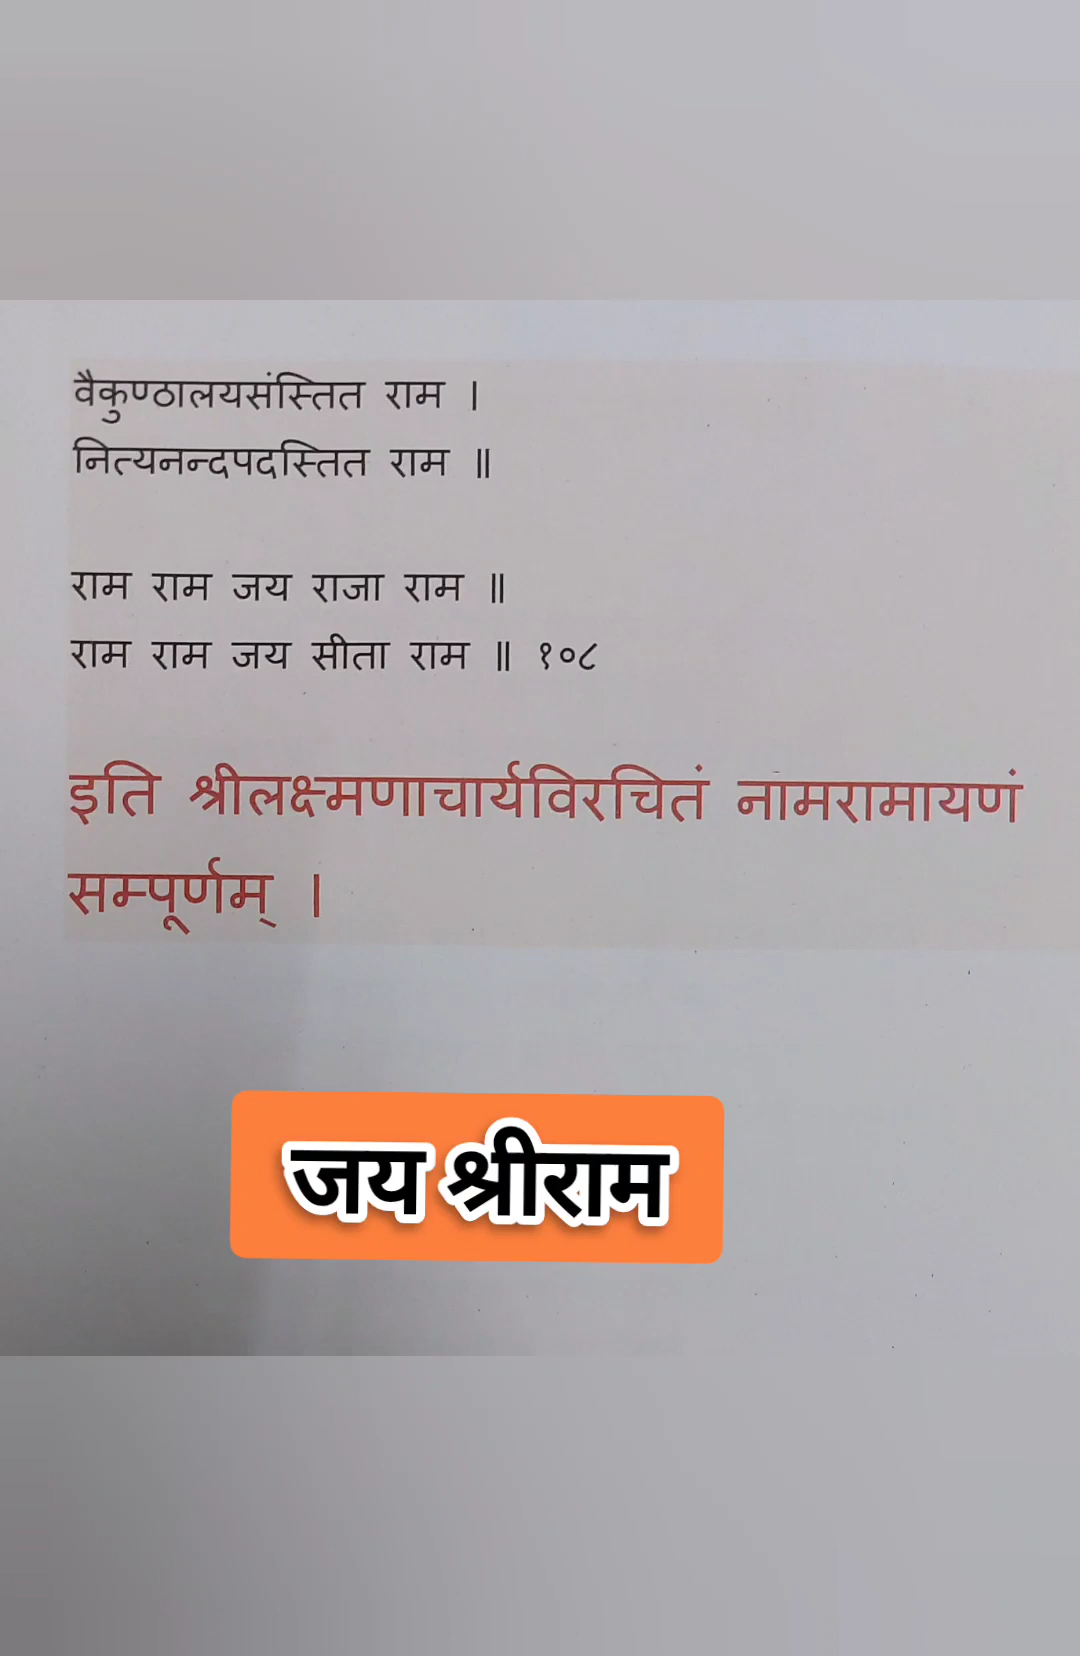 वैकुण्ठालयसंस्तित राम ।
नित्यनन्दपदस्तित राम ॥
राम राम जय राजा राम ॥
राम राम जय सीता राम ॥ १०८
इति श्रीलक्ष्मणाचार्यविरचितं नामरामायणं
सम्पूर्णम् ।
जय श्रीराम